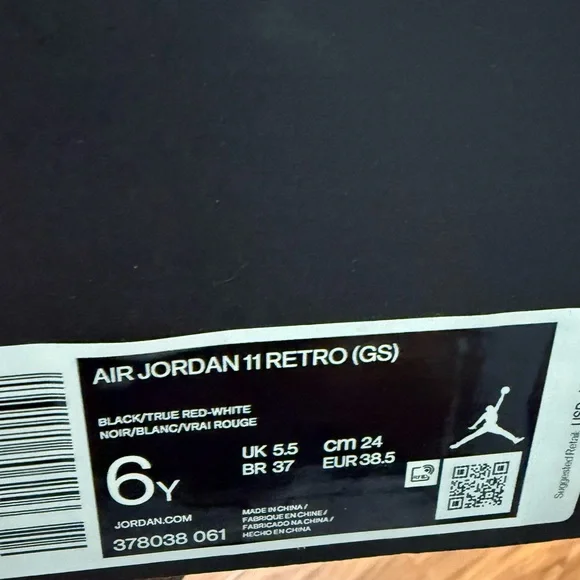 AIR JORDAN 11 RETRO (GS)
BLACK/TRUE RED-WHITE
NOIR/BLANC/VRAI ROUGE
6Y
UK 5.5
BR 37
cm 24
EUR 38.5
JORDAN.COM
378038 061
MADE IN CHINA /
FABRIQUE EN CHINE /
FABRICADO NA CHINA /
HECHO EN CHINA
Suggested Retail: USD